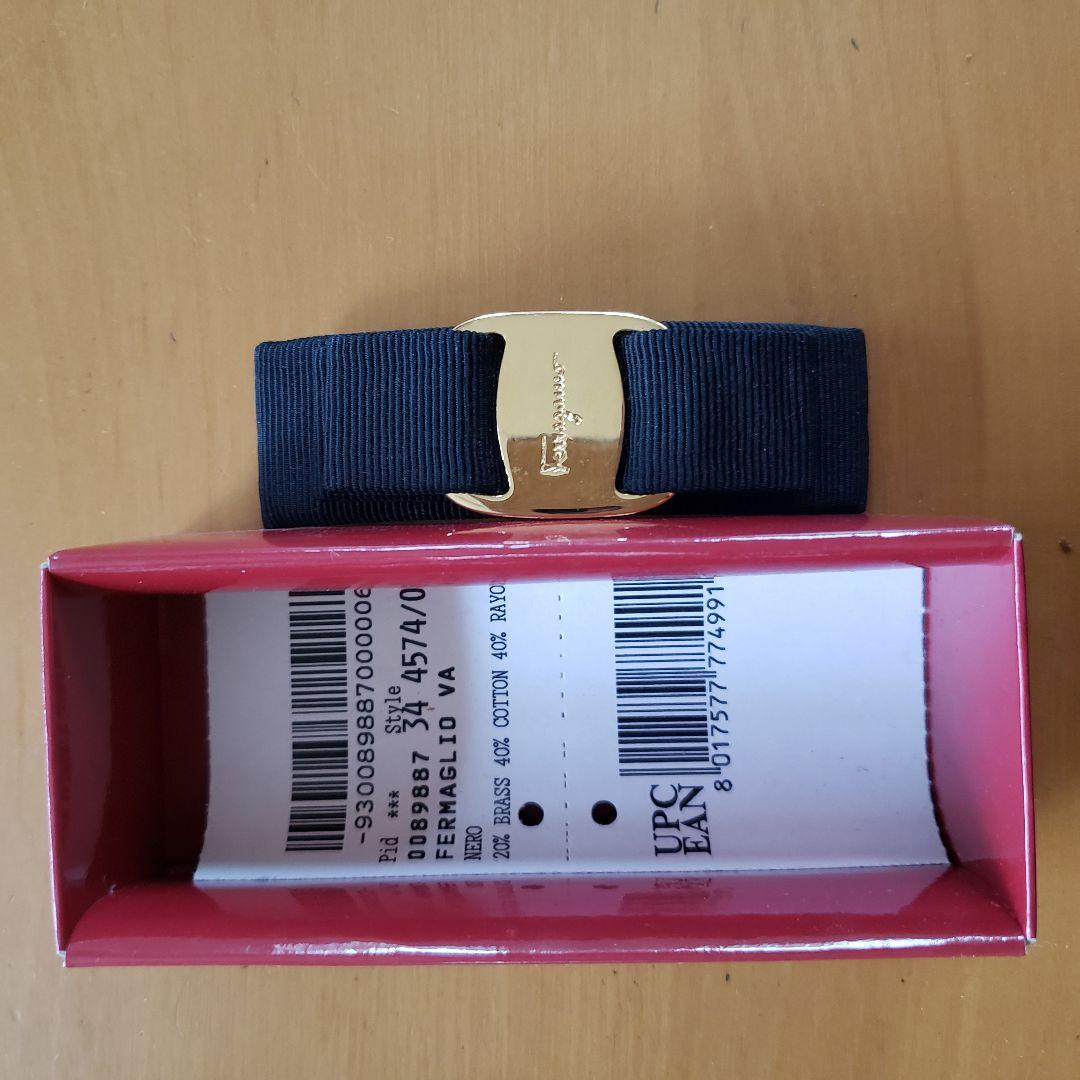 Ferragamo
-9300898870000006
Pid *** Style
0089887 34 4574/0
FERMAGLIO VA
NERO
20% BRASS 40% COTTON 40% RAYO
UPC
EAN
8 017577 774991